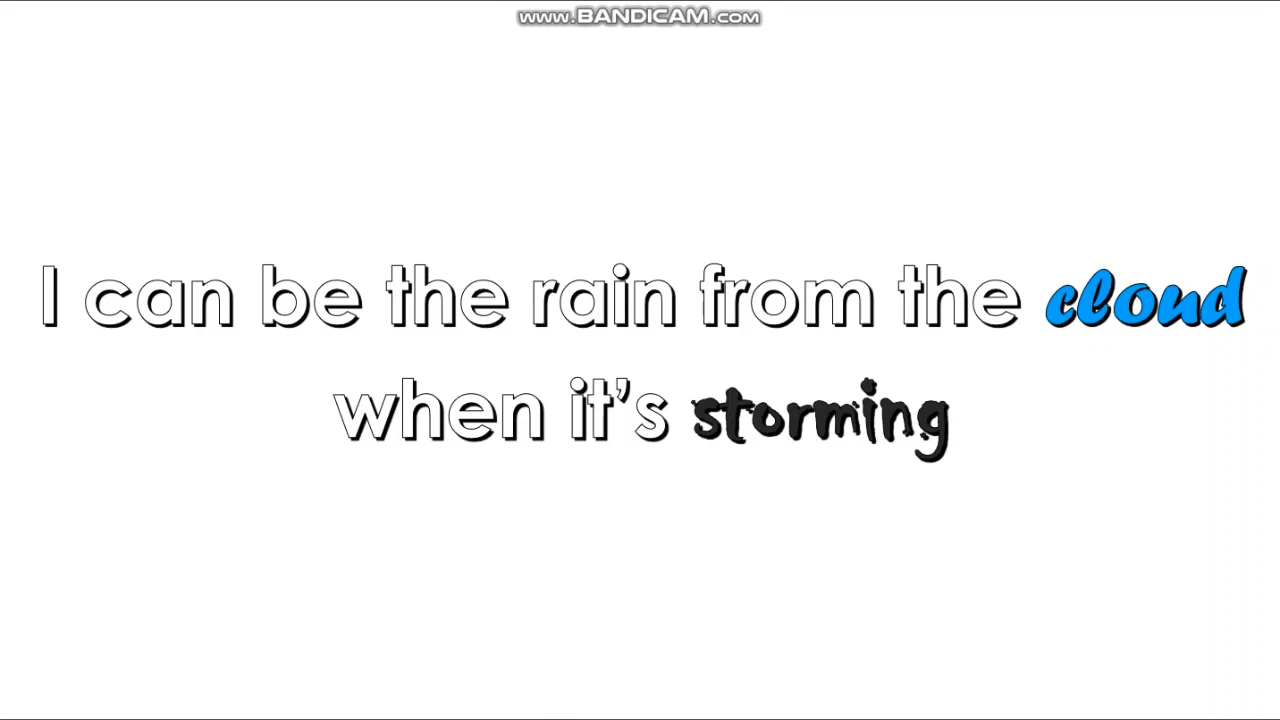 www.BANDICAM.com
I can be the rain from the cloud
when it's storming